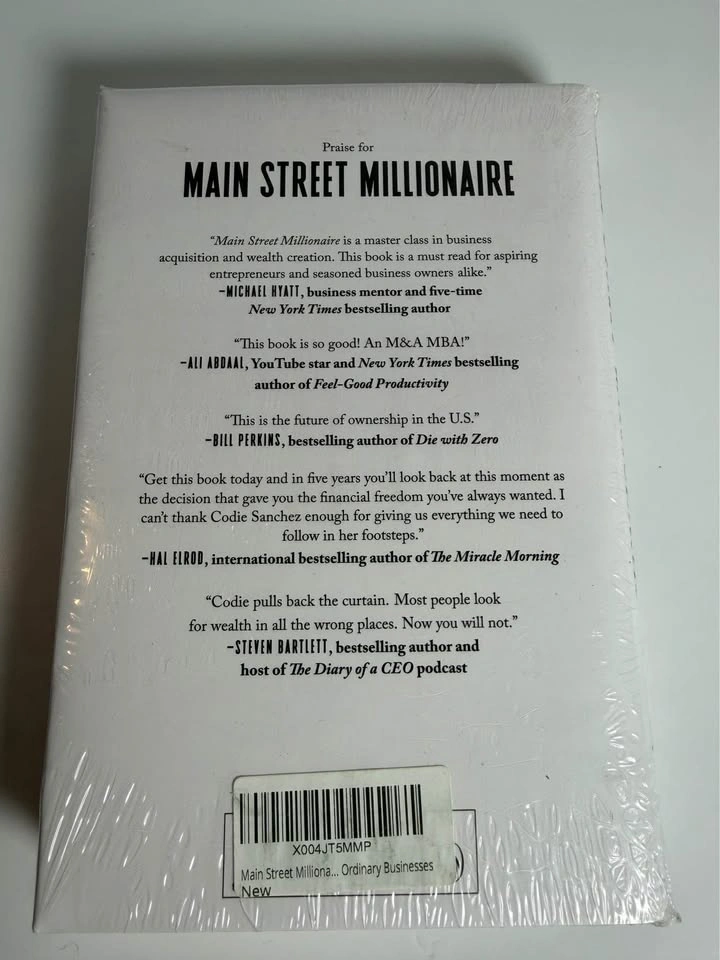 Praise for
MAIN STREET MILLIONAIRE
“Main Street Millionaire is a master class in business
acquisition and wealth creation. This book is a must read for aspiring
entrepreneurs and seasoned business owners alike.”
–MICHAEL HYATT, business mentor and five-time
New York Times bestselling author
“This book is so good! An M&A MBA!”
–ALI ABDAAL, YouTube star and New York Times bestselling
author of Feel-Good Productivity
“This is the future of ownership in the U.S.”
–BILL PERKINS, bestselling author of Die with Zero
“Get this book today and in five years you’ll look back at this moment as
the decision that gave you the financial freedom you’ve always wanted. I
can’t thank Codie Sanchez enough for giving us everything we need to
follow in her footsteps.”
–HAL ELROD, international bestselling author of The Miracle Morning
“Codie pulls back the curtain. Most people look
for wealth in all the wrong places. Now you will not.”
–STEVEN BARTLETT, bestselling author and
host of The Diary of a CEO podcast
X004JT5MMP
Main Street Milliona... Ordinary Businesses
New